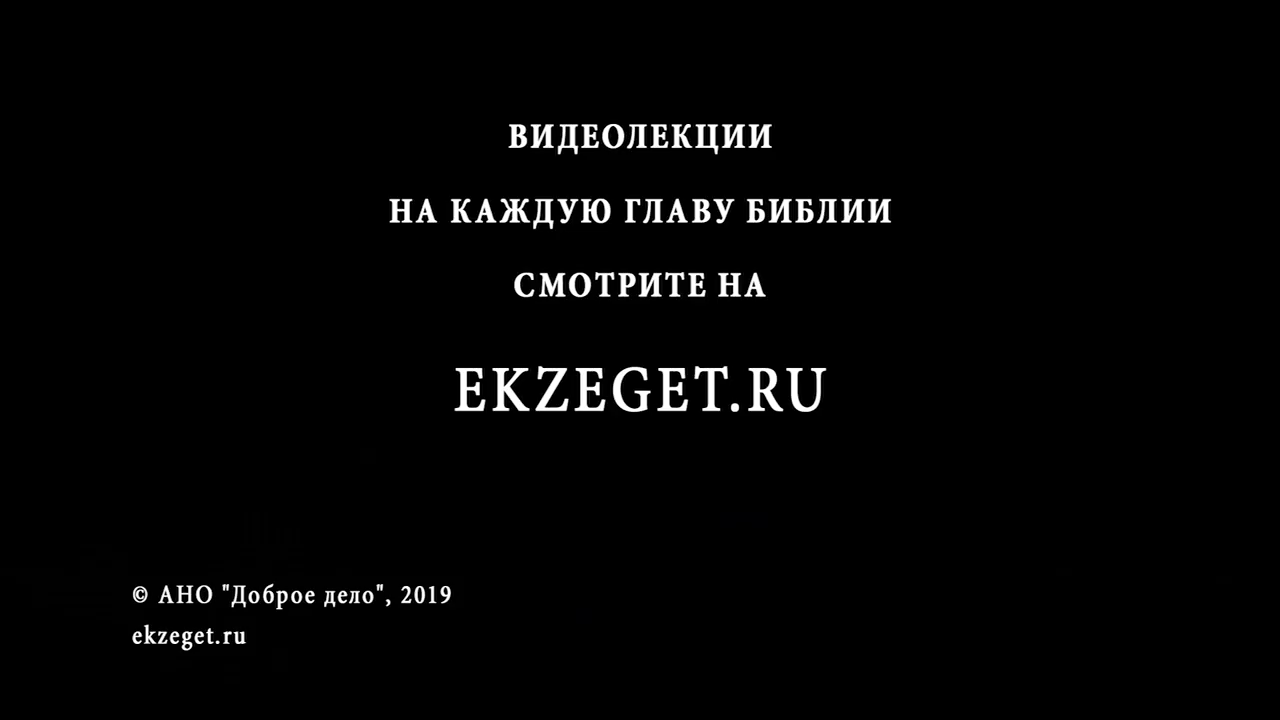 ВИДЕОЛЕКЦИИ
НА КАЖДУЮ ГЛАВУ БИБЛИИ
СМОТРИТЕ НА
EKZEGET.RU
© АНО "Доброе дело", 2019
ekzeget.ru